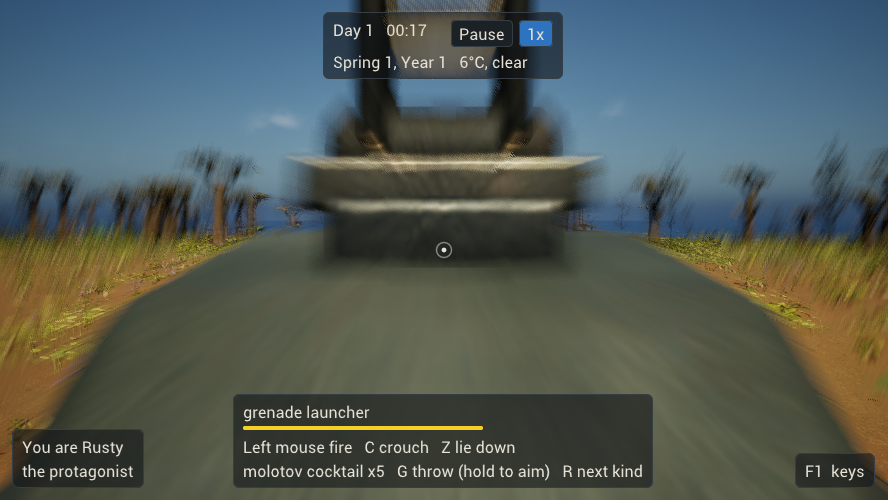 Day 1 00:17 Pause 1x
Spring 1, Year 1 6°C, clear
grenade launcher
Left mouse fire C crouch Z lie down
molotov cocktail x5 G throw (hold to aim) R next kind
You are Rusty
the protagonist
F1 keys